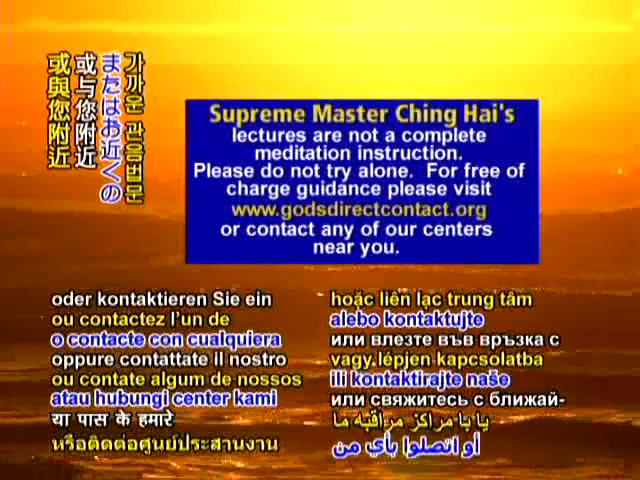 或與您附近
或与您附近
またはお近くの
가까운 관음법문
Supreme Master Ching Hai's
lectures are not a complete
meditation instruction.
Please do not try alone. For free of
charge guidance please visit
www.godsdirectcontact.org
or contact any of our centers
near you.
oder kontaktieren Sie ein
ou contactez l'un de
o contacte con cualquiera
oppure contattate il nostro
ou contate algum de nossos
atau hubungi center kami
या पास के हमारे
หรือติดต่อศูนย์ประสานงาน
hoặc liên lạc trung tâm
alebo kontaktujte
или влезте във връзка с
vagy lépjen kapcsolatba
ili kontaktirajte naše
или свяжитесь с ближай-
یا با مراکز مراقبه ما
أو اتصلوا بأي من